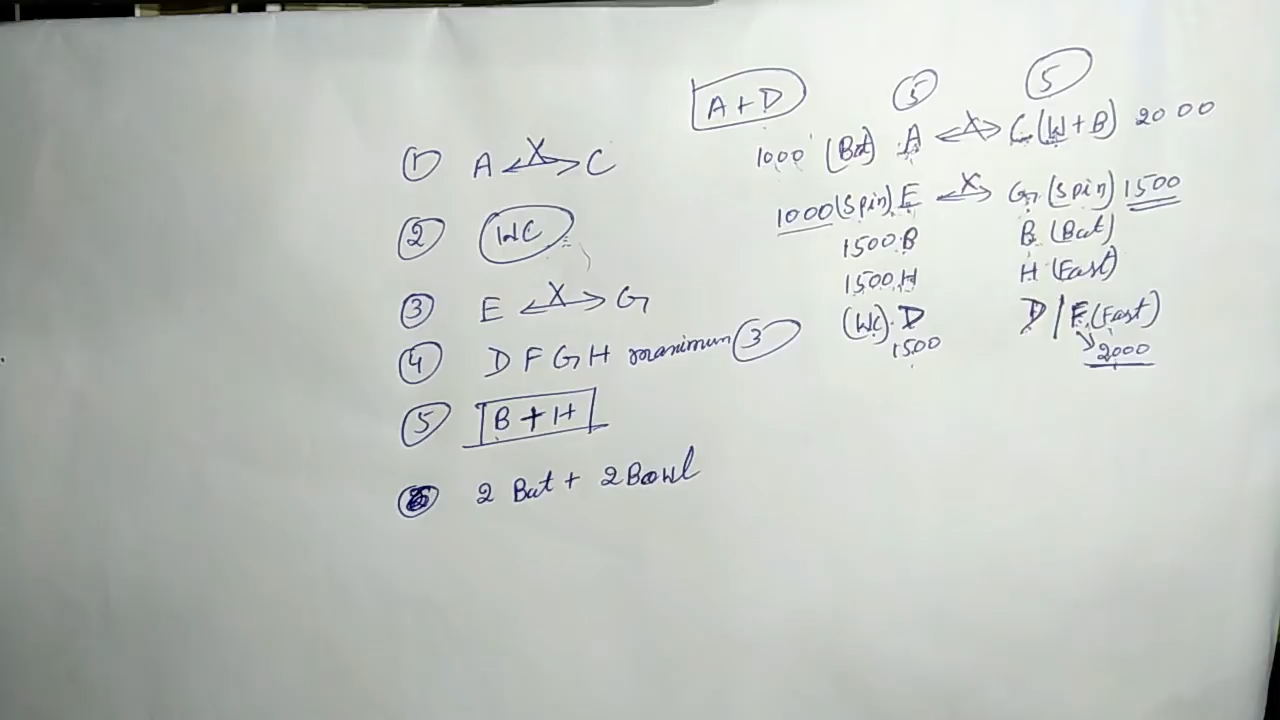 ① A ↔ X C
② WC
③ E ↔ X G
④ D F G H maximum ③
⑤ B + H
⑥ 2 Bat + 2 Bowl
A + D
⑤ ⑤
1000 (Bat) A ↔ X C (W + B) 2000
1000 (Spin) E ↔ X G (Spin) 1500
1500 B B (Bat)
1500 H H (Fast)
(WC) D D / F (Fast)
1500 2000